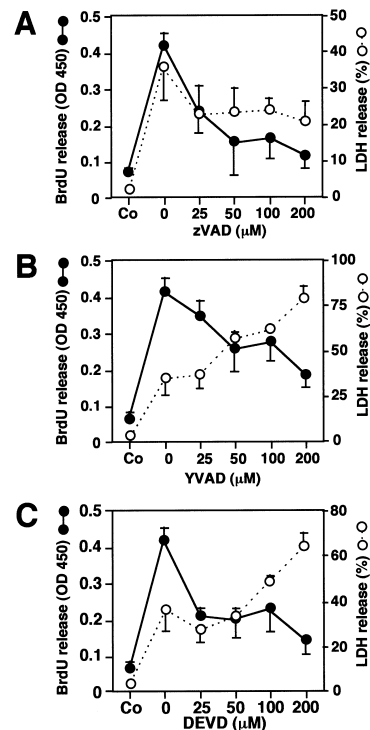 A
BrdU release (OD 450)
0.5
0.4
0.3
0.2
0.1
0
LDH release (%)
50
40
30
20
10
0
Co 0 25 50 100 200
zVAD (µM)
B
BrdU release (OD 450)
0.5
0.4
0.3
0.2
0.1
0
LDH release (%)
100
75
50
25
0
Co 0 25 50 100 200
YVAD (µM)
C
BrdU release (OD 450)
0.5
0.4
0.3
0.2
0.1
0
LDH release (%)
80
60
40
20
0
Co 0 25 50 100 200
DEVD (µM)